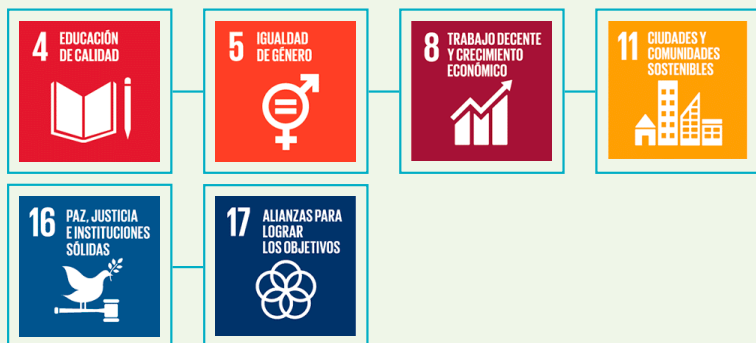 4 EDUCACIÓN
DE CALIDAD
5 IGUALDAD
DE GÉNERO
8 TRABAJO DECENTE
Y CRECIMIENTO
ECONÓMICO
11 CIUDADES Y
COMUNIDADES
SOSTENIBLES
16 PAZ, JUSTICIA
E INSTITUCIONES
SÓLIDAS
17 ALIANZAS PARA
LOGRAR
LOS OBJETIVOS